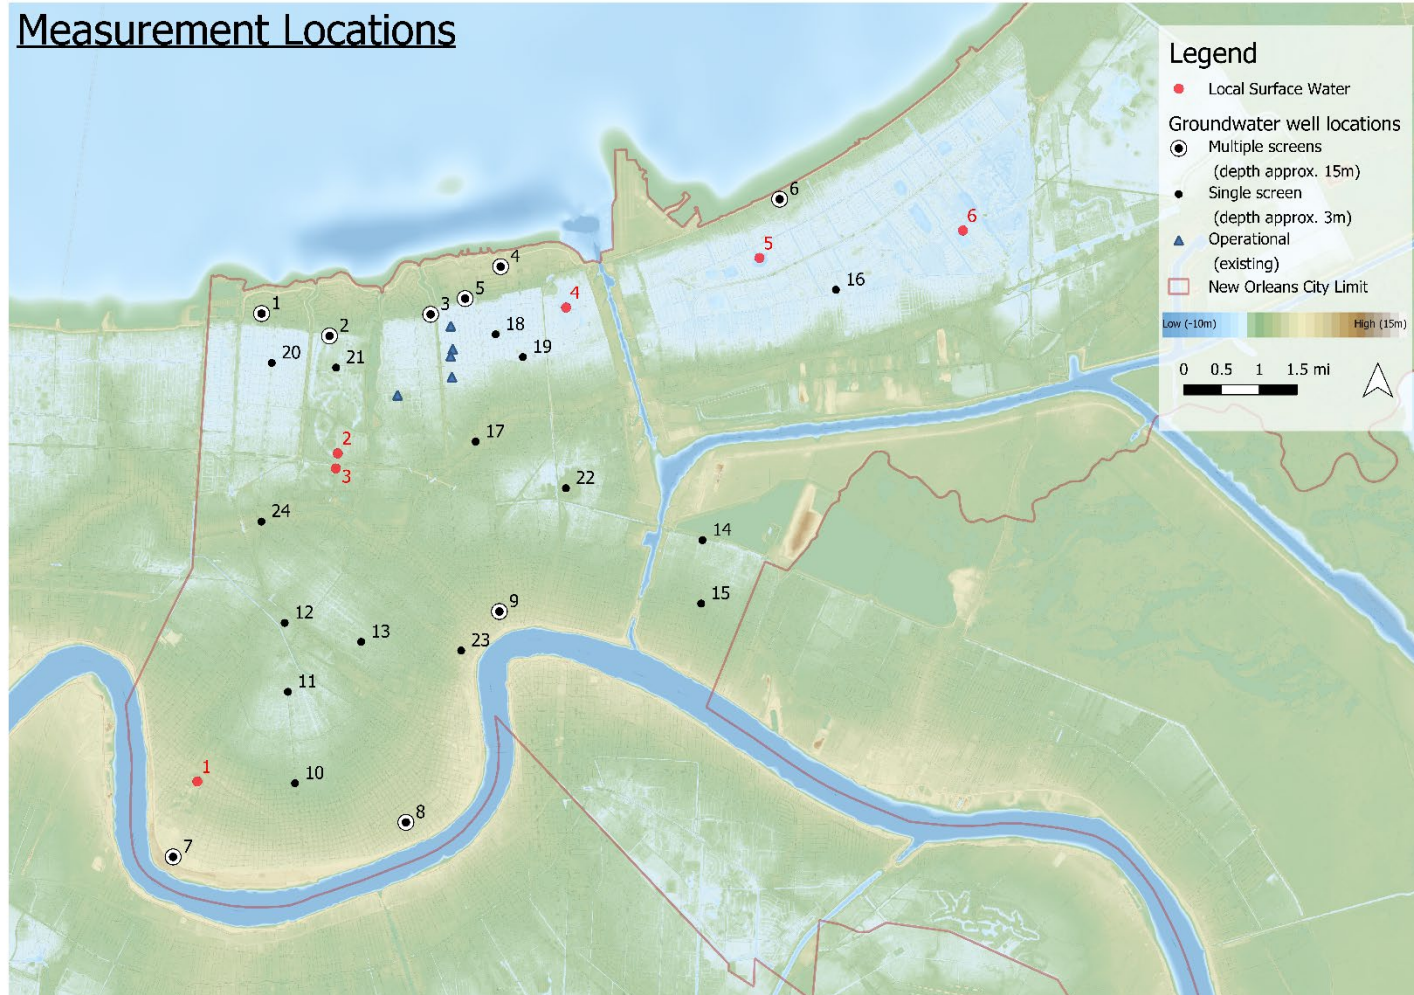 Measurement Locations
Legend
Local Surface Water
Groundwater well locations
Multiple screens
(depth approx. 15m)
Single screen
(depth approx. 3m)
Operational
(existing)
New Orleans City Limit
Low (-10m) High (15m)
0 0.5 1 1.5 mi
6
6
5
4
16
4
5
1
3
2
18
19
20
21
17
2
3
22
24
14
15
9
12
13
23
11
1
10
8
7